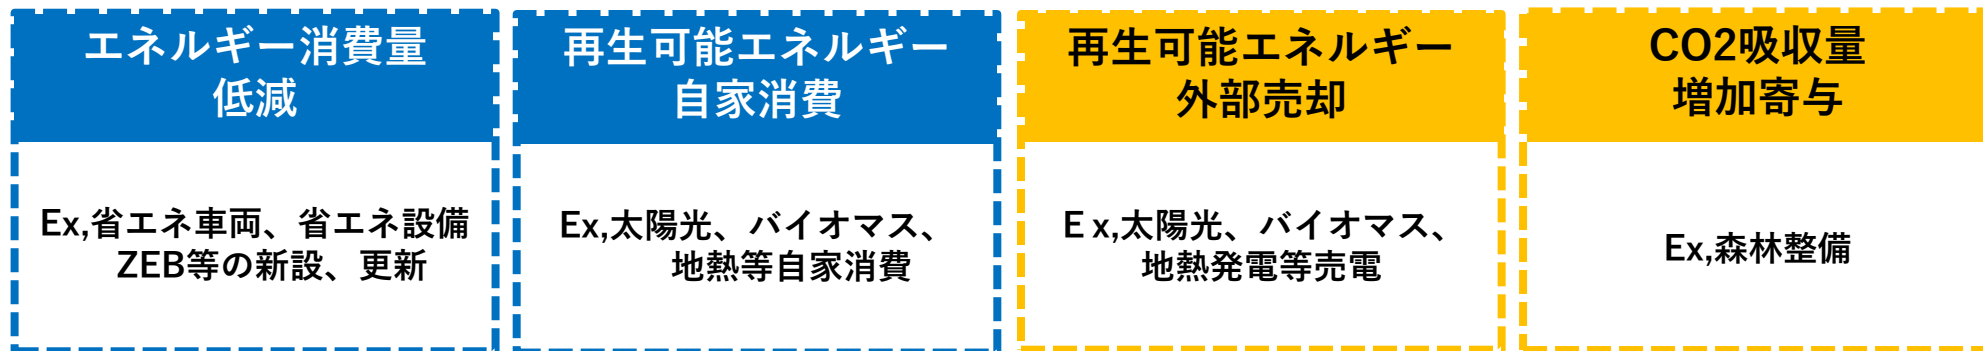 エネルギー消費量
低減
Ex,省エネ車両、省エネ設備
ZEB等の新設、更新
再生可能エネルギー
自家消費
Ex,太陽光、バイオマス、
地熱等自家消費
再生可能エネルギー
外部売却
Ｅx,太陽光、バイオマス、
地熱発電等売電
CO2吸収量
増加寄与
Ex,森林整備